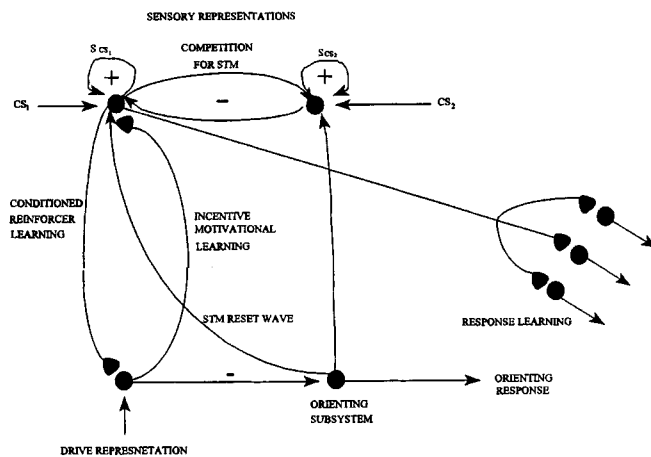 SENSORY REPRESENTATIONS
S CS₁
COMPETITION
FOR STM
S CS₂
+
+
-
CS₁
CS₂
CONDITIONED
REINFORCER
LEARNING
INCENTIVE
MOTIVATIONAL
LEARNING
STM RESET WAVE
RESPONSE LEARNING
-
ORIENTING
SUBSYSTEM
ORIENTING
RESPONSE
DRIVE REPRESNETATION